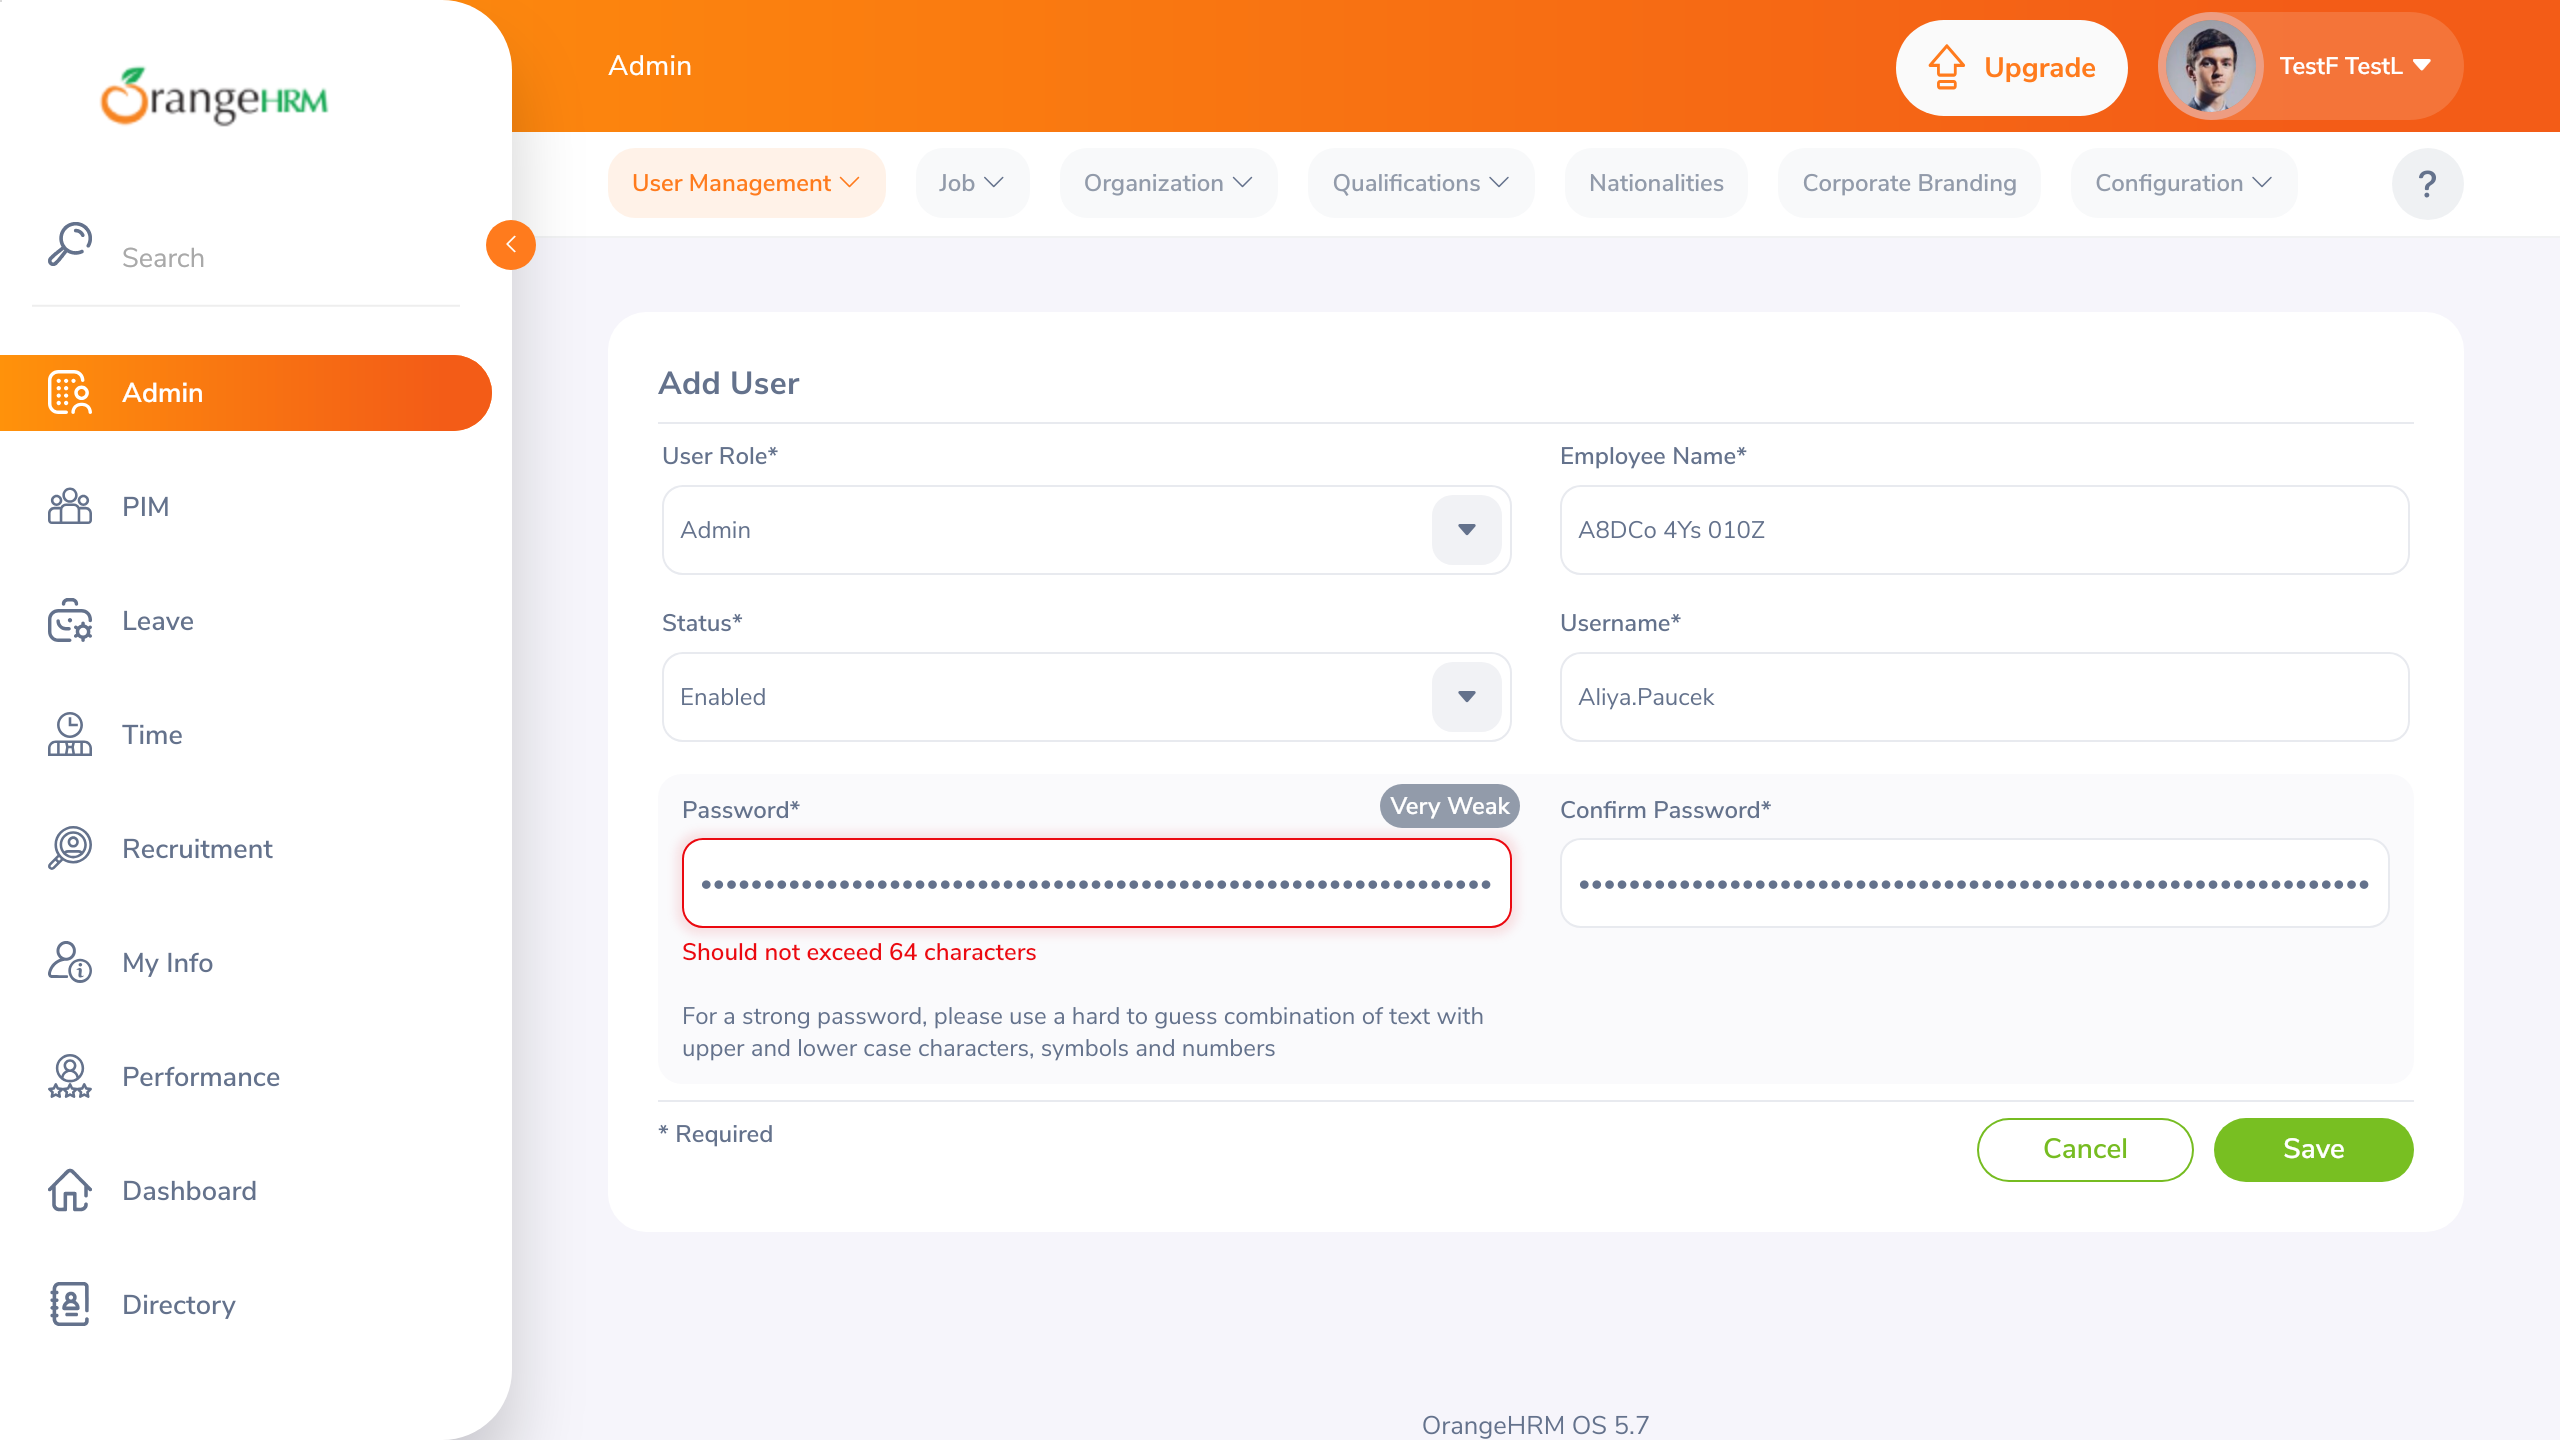 OrangeHRM
Search
Admin
PIM
Leave
Time
Recruitment
My Info
Performance
Dashboard
Directory
Admin
Upgrade
TestF TestL
User Management
Job
Organization
Qualifications
Nationalities
Corporate Branding
Configuration
?
Add User
User Role*
Employee Name*
Admin
A8DCo 4Ys 010Z
Status*
Username*
Enabled
Aliya.Paucek
Password*
Very Weak
Confirm Password*
Should not exceed 64 characters
For a strong password, please use a hard to guess combination of text with
upper and lower case characters, symbols and numbers
* Required
Cancel
Save
OrangeHRM OS 5.7